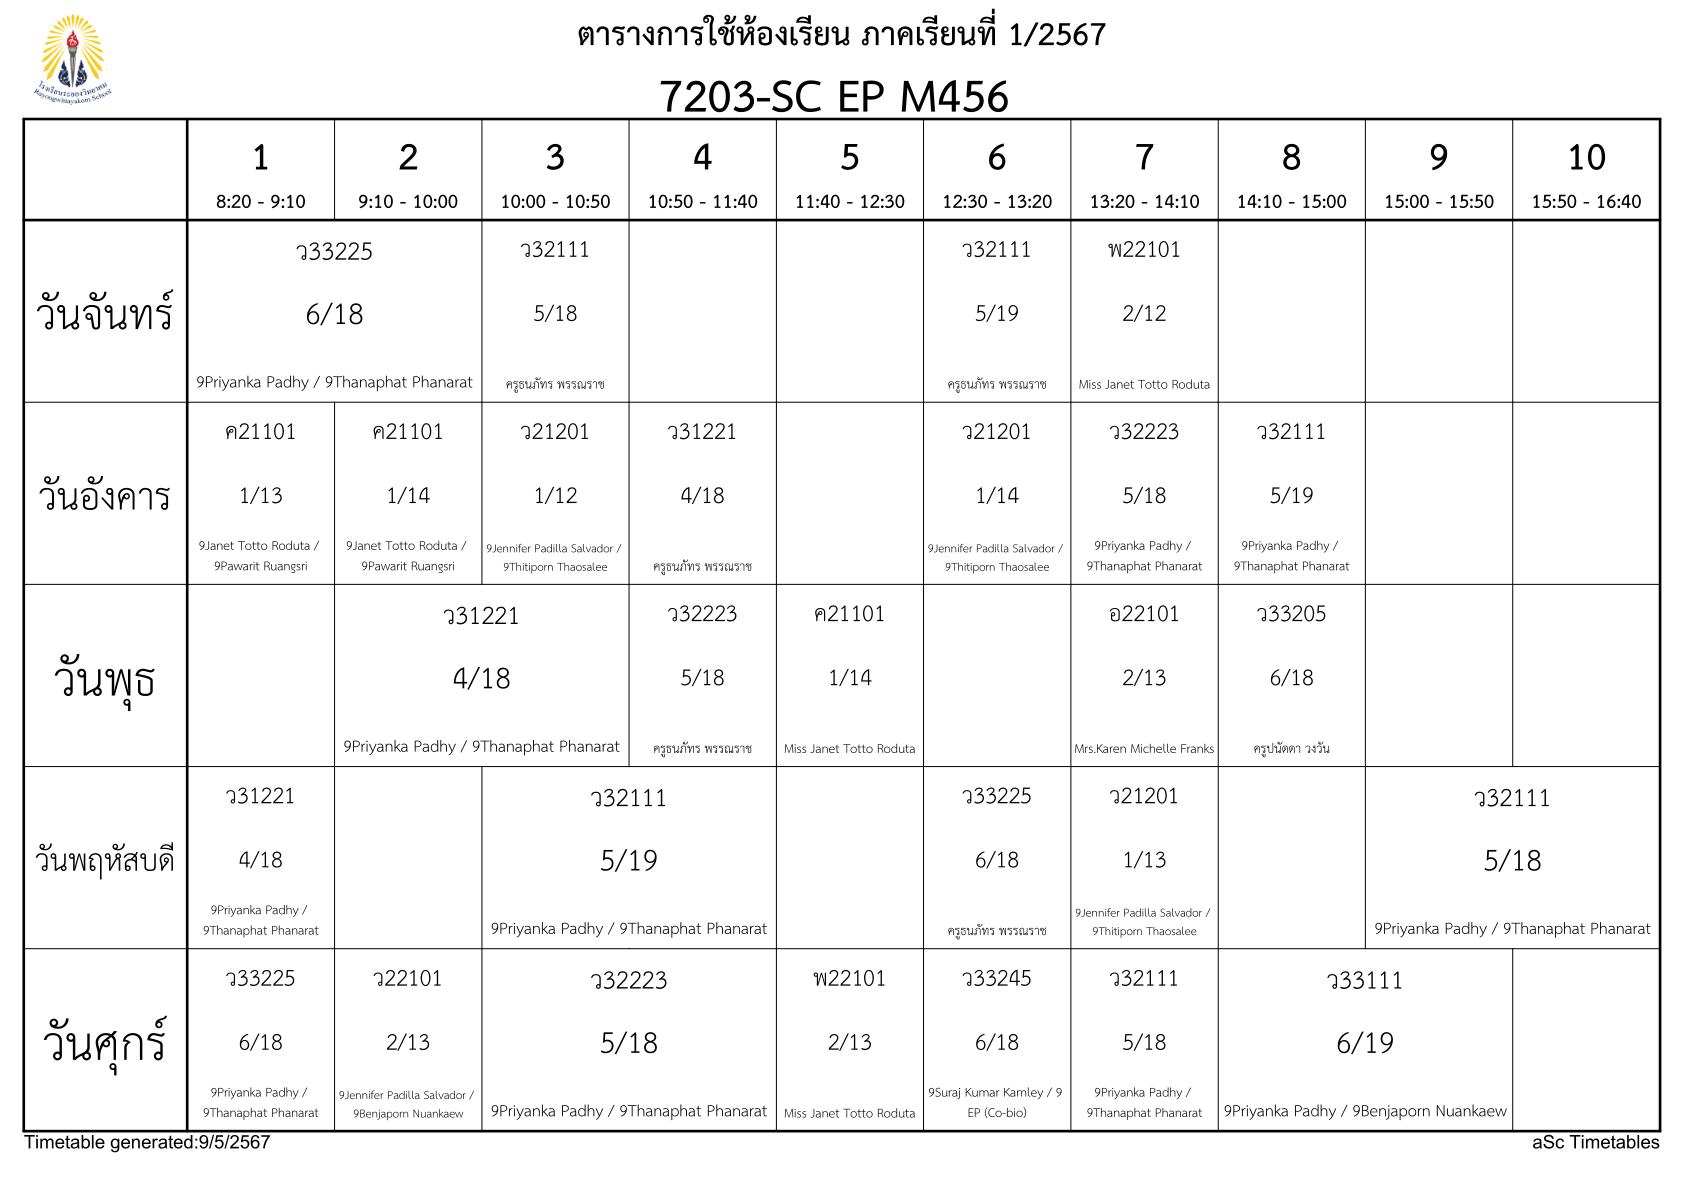 ตารางการใช้ห้องเรียน ภาคเรียนที่ 1/2567
โรงเรียนระยองวิทยาคม
Rayongwittayakom School
7203-SC EP M456
1 2 3 4 5 6 7 8 9 10
8:20 - 9:10 9:10 - 10:00 10:00 - 10:50 10:50 - 11:40 11:40 - 12:30 12:30 - 13:20 13:20 - 14:10 14:10 - 15:00 15:00 - 15:50 15:50 - 16:40
วันจันทร์
ว33225 ว32111 ว32111 พ22101
6/18 5/18 5/19 2/12
9Priyanka Padhy / 9Thanaphat Phanarat ครูธนภัทร พรรณราช ครูธนภัทร พรรณราช Miss Janet Totto Roduta
วันอังคาร
ค21101 ค21101 ว21201 ว31221 ว21201 ว32223 ว32111
1/13 1/14 1/12 4/18 1/14 5/18 5/19
9Janet Totto Roduta / 9Janet Totto Roduta / 9Jennifer Padilla Salvador / 9Jennifer Padilla Salvador / 9Priyanka Padhy / 9Priyanka Padhy /
9Pawarit Ruangsri 9Pawarit Ruangsri 9Thitiporn Thaosalee ครูธนภัทร พรรณราช 9Thitiporn Thaosalee 9Thanaphat Phanarat 9Thanaphat Phanarat
วันพุธ
ว31221 ว32223 ค21101 อ22101 ว33205
4/18 5/18 1/14 2/13 6/18
9Priyanka Padhy / 9Thanaphat Phanarat ครูธนภัทร พรรณราช Miss Janet Totto Roduta Mrs.Karen Michelle Franks ครูปนัดดา วงวัน
วันพฤหัสบดี
ว31221 ว32111 ว33225 ว21201 ว32111
4/18 5/19 6/18 1/13 5/18
9Priyanka Padhy / 9Jennifer Padilla Salvador /
9Thanaphat Phanarat 9Priyanka Padhy / 9Thanaphat Phanarat ครูธนภัทร พรรณราช 9Thitiporn Thaosalee 9Priyanka Padhy / 9Thanaphat Phanarat
วันศุกร์
ว33225 ว22101 ว32223 พ22101 ว33245 ว32111 ว33111
6/18 2/13 5/18 2/13 6/18 5/18 6/19
9Priyanka Padhy / 9Jennifer Padilla Salvador / 9Suraj Kumar Kamley / 9 9Priyanka Padhy /
9Thanaphat Phanarat 9Benjaporn Nuankaew 9Priyanka Padhy / 9Thanaphat Phanarat Miss Janet Totto Roduta EP (Co-bio) 9Thanaphat Phanarat 9Priyanka Padhy / 9Benjaporn Nuankaew
Timetable generated:9/5/2567 aSc Timetables